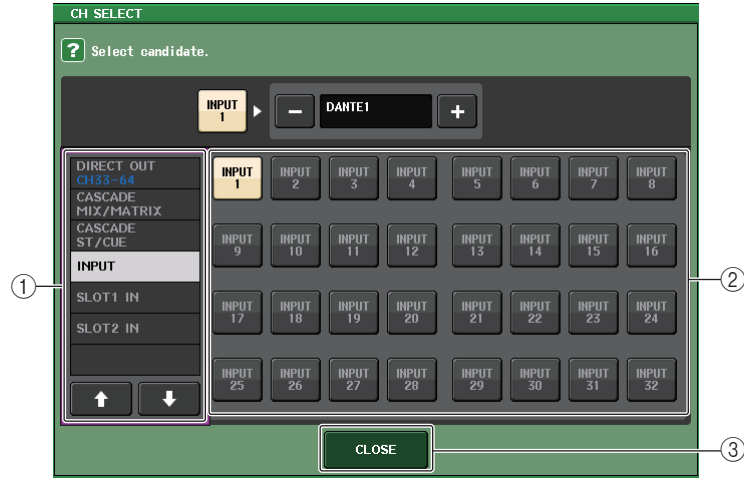 CH SELECT
? Select candidate.
INPUT
1
−
DANTE1
+
DIRECT OUT
CH33-64
CASCADE
MIX/MATRIX
CASCADE
ST/CUE
INPUT
SLOT1 IN
SLOT2 IN
①
INPUT 1
INPUT 2
INPUT 3
INPUT 4
INPUT 5
INPUT 6
INPUT 7
INPUT 8
INPUT 9
INPUT 10
INPUT 11
INPUT 12
INPUT 13
INPUT 14
INPUT 15
INPUT 16
INPUT 17
INPUT 18
INPUT 19
INPUT 20
INPUT 21
INPUT 22
INPUT 23
INPUT 24
INPUT 25
INPUT 26
INPUT 27
INPUT 28
INPUT 29
INPUT 30
INPUT 31
INPUT 32
②
CLOSE
③